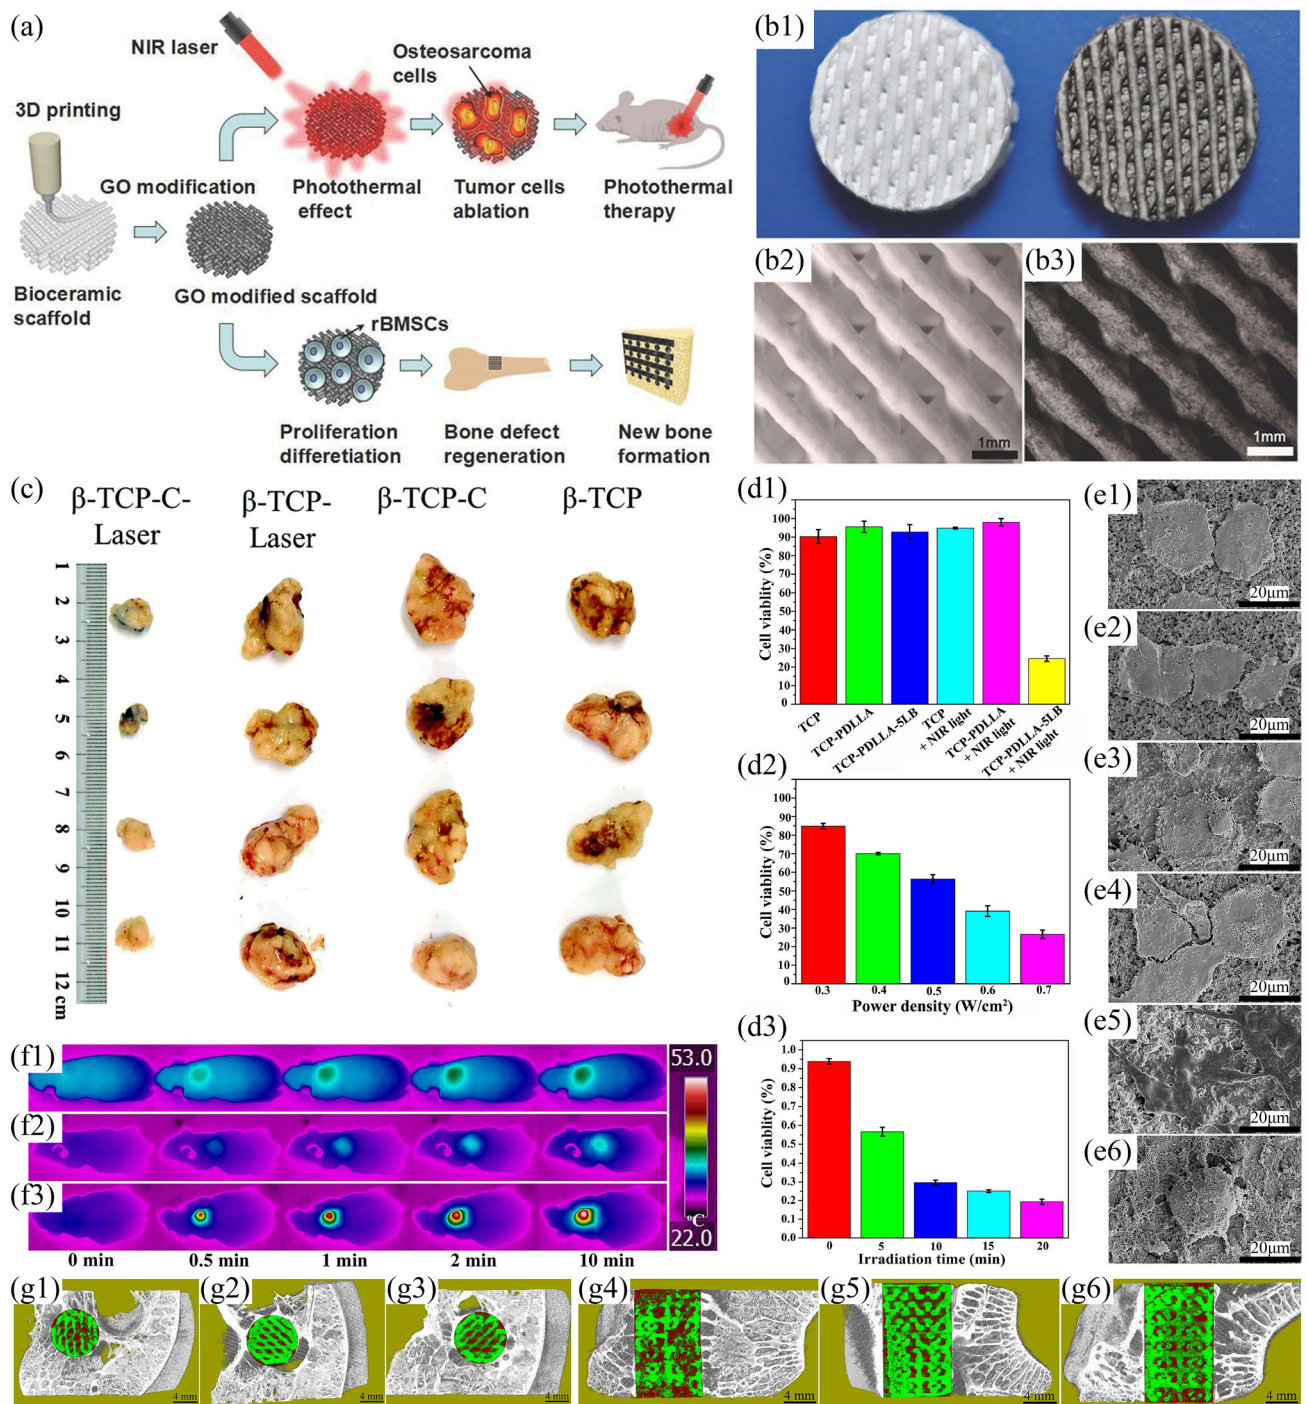 (a)
NIR laser
Osteosarcoma
cells
3D printing
GO modification
Photothermal
effect
Tumor cells
ablation
Photothermal
therapy
Bioceramic
scaffold
GO modified scaffold
rBMSCs
Proliferation
differetiation
Bone defect
regeneration
New bone
formation
(b1)
(b2)
1mm
(b3)
1mm
(c)
β-TCP-C-
Laser
β-TCP-
Laser
β-TCP-C
β-TCP
1
2
3
4
5
6
7
8
9
10
11
12 cm
(d1)
Cell viablity (%)
100
90
80
70
60
50
40
30
20
10
0
TCP
TCP-PDLLA
TCP-PDLLA-5LB
TCP
+ NIR light
TCP-PDLLA
+ NIR light
TCP-PDLLA-5LB
+ NIR light
(d2)
Cell viablity (%)
100
90
80
70
60
50
40
30
20
10
0
0.3 0.4 0.5 0.6 0.7
Power density (W/cm²)
(d3)
Cell viablity (%)
1.0
0.9
0.8
0.7
0.6
0.5
0.4
0.3
0.2
0.1
0.0
0 5 10 15 20
Irradiation time (min)
(e1)
20μm
(e2)
20μm
(e3)
20μm
(e4)
20μm
(e5)
20μm
(e6)
20μm
(f1)
(f2)
(f3)
53.0
°C
22.0
0 min 0.5 min 1 min 2 min 10 min
(g1)
4 mm
(g2)
4 mm
(g3)
4 mm
(g4)
4 mm
(g5)
4 mm
(g6)
4 mm